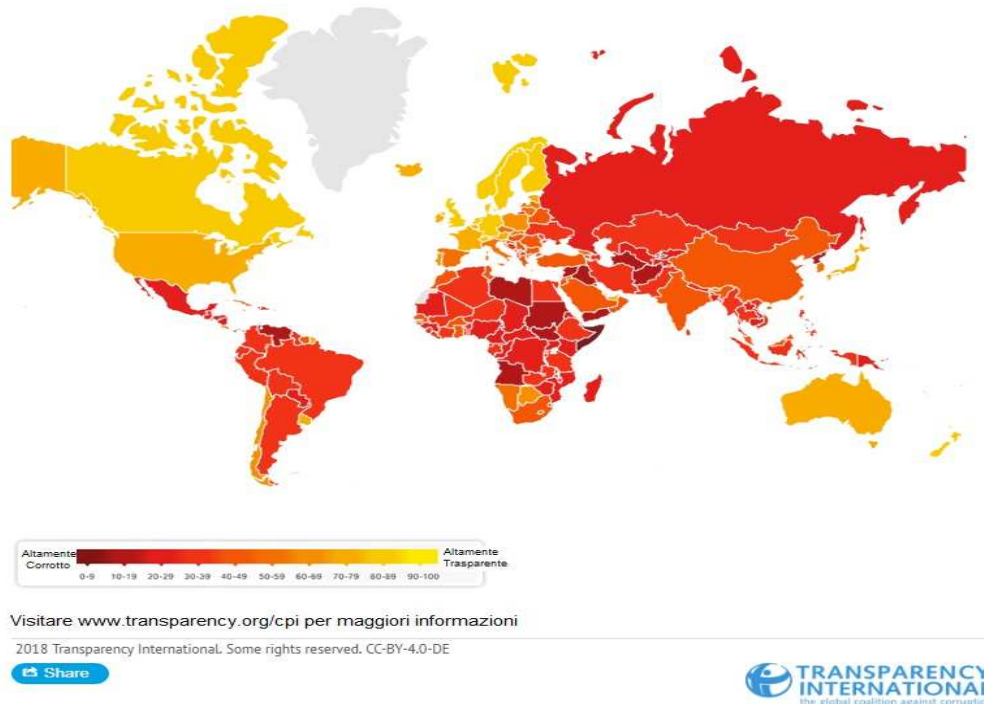 Altamente Corrotto
Altamente Trasparente
0-9 10-19 20-29 30-39 40-49 50-59 60-69 70-79 80-89 90-100
Visitare www.transparency.org/cpi per maggiori informazioni
2018 Transparency International. Some rights reserved. CC-BY-4.0-DE
Share
TRANSPARENCY
INTERNATIONAL
the global coalition against corruption